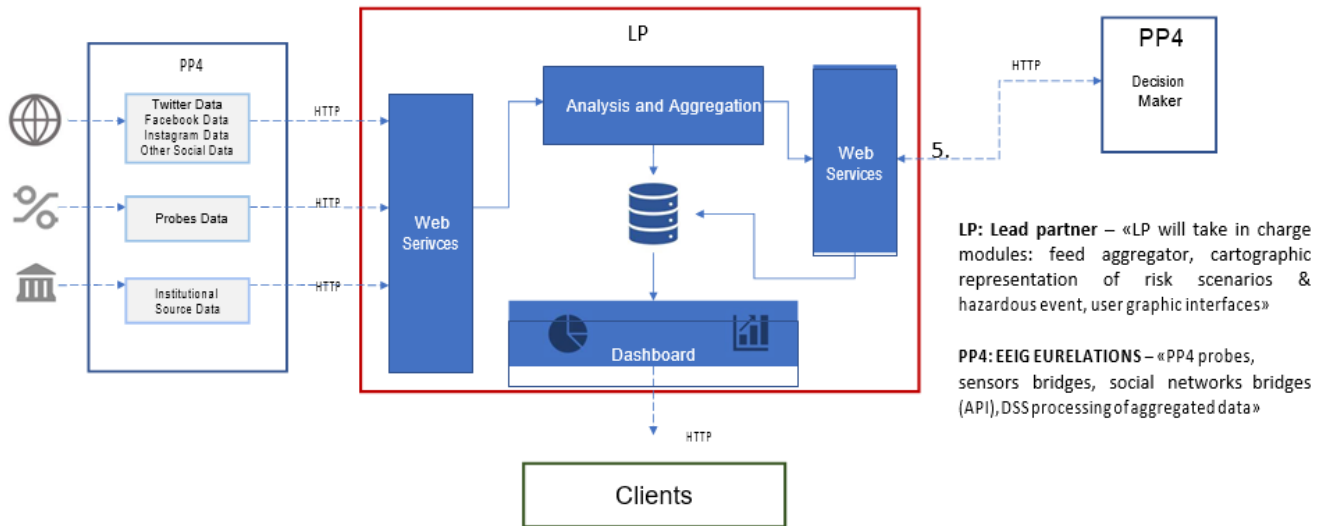 LP
PP4
Twitter Data
Facebook Data
Instagram Data
Other Social Data
Probes Data
Institutional
Source Data
HTTP
HTTP
HTTP
Web
Serivces
Analysis and Aggregation
Web
Services
Dashboard
HTTP
Clients
5.
HTTP
PP4
Decision
Maker
LP: Lead partner – «LP will take in charge
modules: feed aggregator, cartographic
representation of risk scenarios &
hazardous event, user graphic interfaces»
PP4: EEIG EURELATIONS – «PP4 probes,
sensors bridges, social networks bridges
(API), DSS processing of aggregated data»